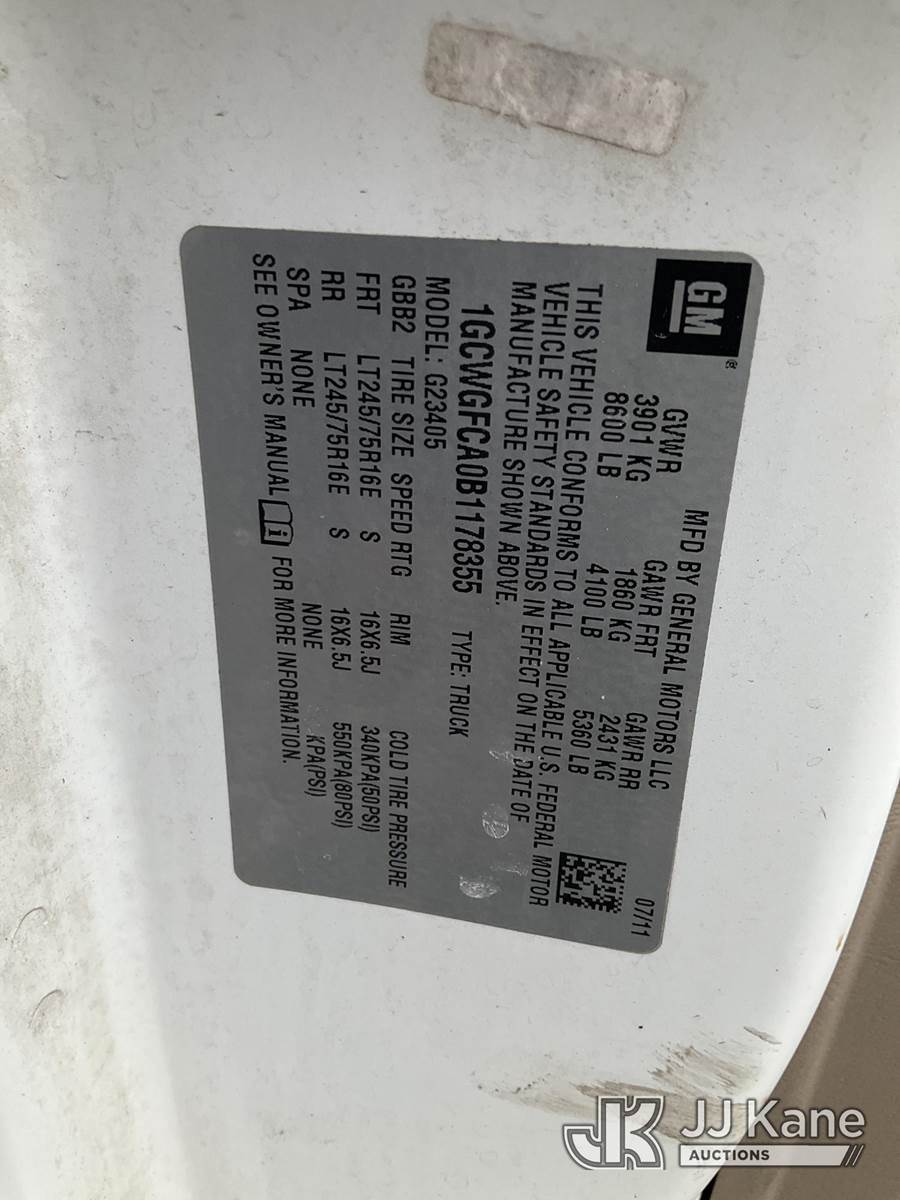 GM
MFD BY GENERAL MOTORS LLC 07/11
GVWR GAWR FRT GAWR RR
3901 KG 1860 KG 2431 KG
8600 LB 4100 LB 5360 LB
THIS VEHICLE CONFORMS TO ALL APPLICABLE U.S. FEDERAL MOTOR
VEHICLE SAFETY STANDARDS IN EFFECT ON THE DATE OF
MANUFACTURE SHOWN ABOVE.
1GCWGFCA0B1178355 TYPE: TRUCK
MODEL: G23405
GBB2 TIRE SIZE SPEED RTG RIM COLD TIRE PRESSURE
FRT LT245/75R16E S 16X6.5J 340KPA(50PSI)
RR LT245/75R16E S 16X6.5J 550KPA(80PSI)
SPA NONE NONE KPA(PSI)
SEE OWNER'S MANUAL FOR MORE INFORMATION.
JK JJ Kane
AUCTIONS